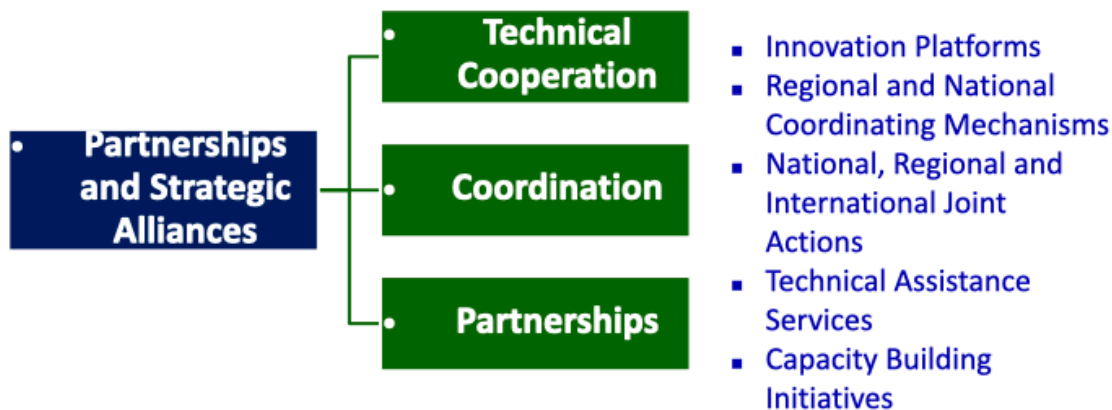 • Partnerships
and Strategic
Alliances
• Technical
Cooperation
• Coordination
• Partnerships
▪ Innovation Platforms
▪ Regional and National
Coordinating Mechanisms
▪ National, Regional and
International Joint
Actions
▪ Technical Assistance
Services
▪ Capacity Building
Initiatives